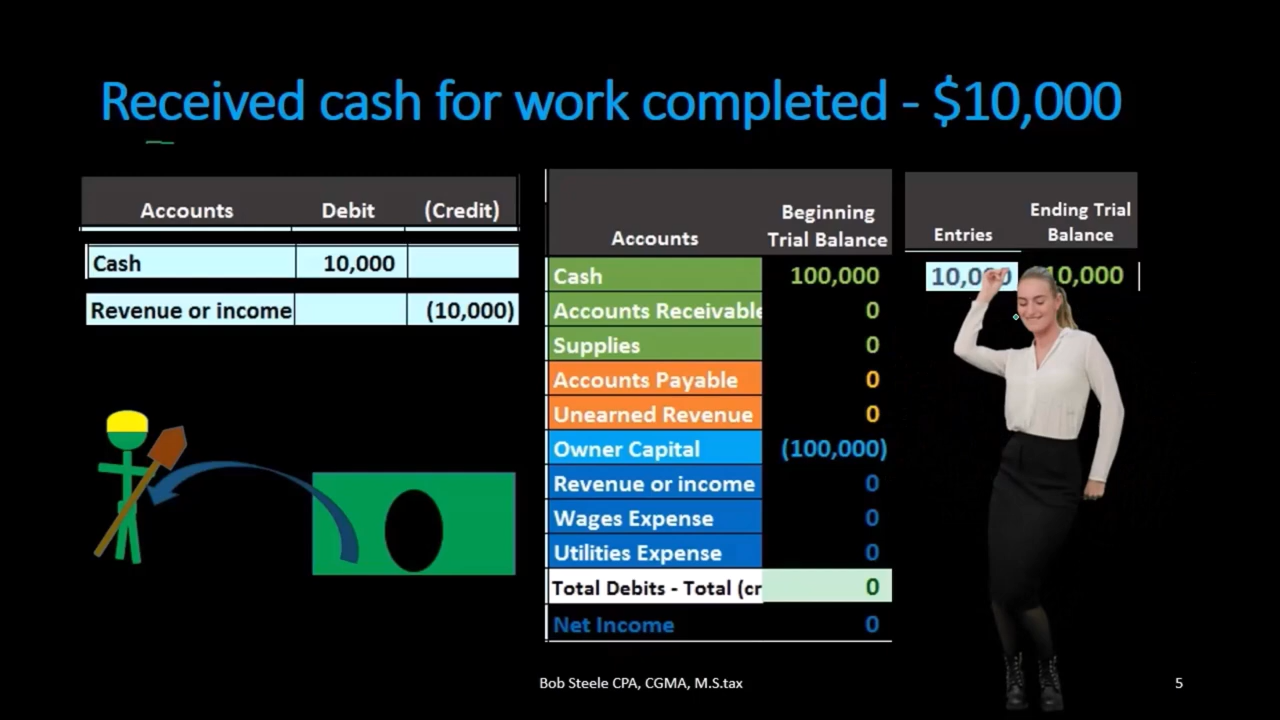 Received cash for work completed - $10,000
Accounts Debit (Credit)
Cash 10,000
Revenue or income (10,000)
Accounts Beginning Trial Balance
Cash 100,000
Accounts Receivable 0
Supplies 0
Accounts Payable 0
Unearned Revenue 0
Owner Capital (100,000)
Revenue or income 0
Wages Expense 0
Utilities Expense 0
Total Debits - Total (cr 0
Net Income 0
Entries Ending Trial Balance
10,000
Bob Steele CPA, CGMA, M.S.tax
5